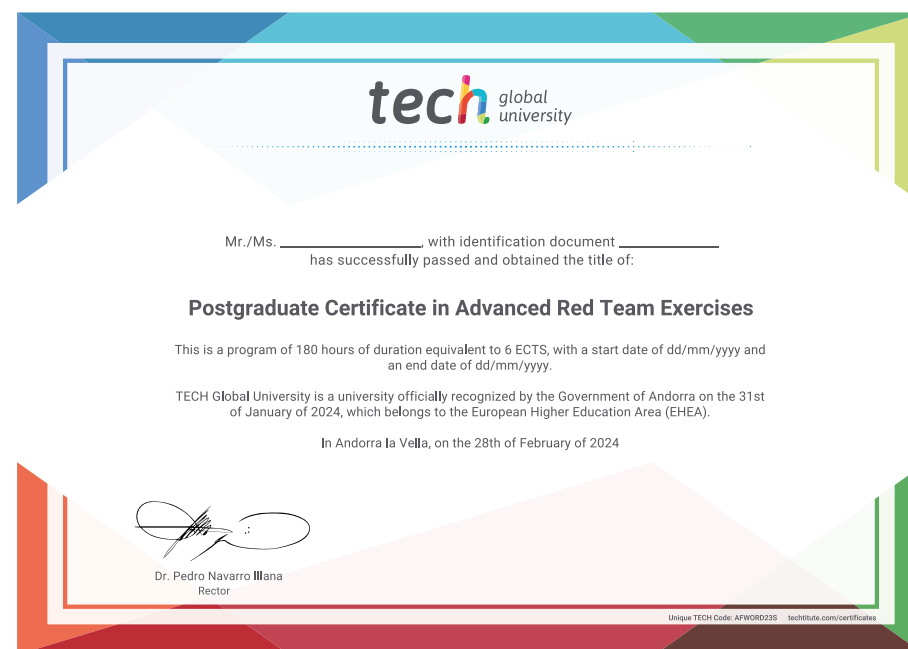 tech global university
Mr./Ms. ____________, with identification document ____________
has successfully passed and obtained the title of:
Postgraduate Certificate in Advanced Red Team Exercises
This is a program of 180 hours of duration equivalent to 6 ECTS, with a start date of dd/mm/yyyy and
an end date of dd/mm/yyyy.
TECH Global University is a university officially recognized by the Government of Andorra on the 31st
of January of 2024, which belongs to the European Higher Education Area (EHEA).
In Andorra la Vella, on the 28th of February of 2024
Dr. Pedro Navarro Illana
Rector
Unique TECH Code: AFWORD23S techtitute.com/certificates